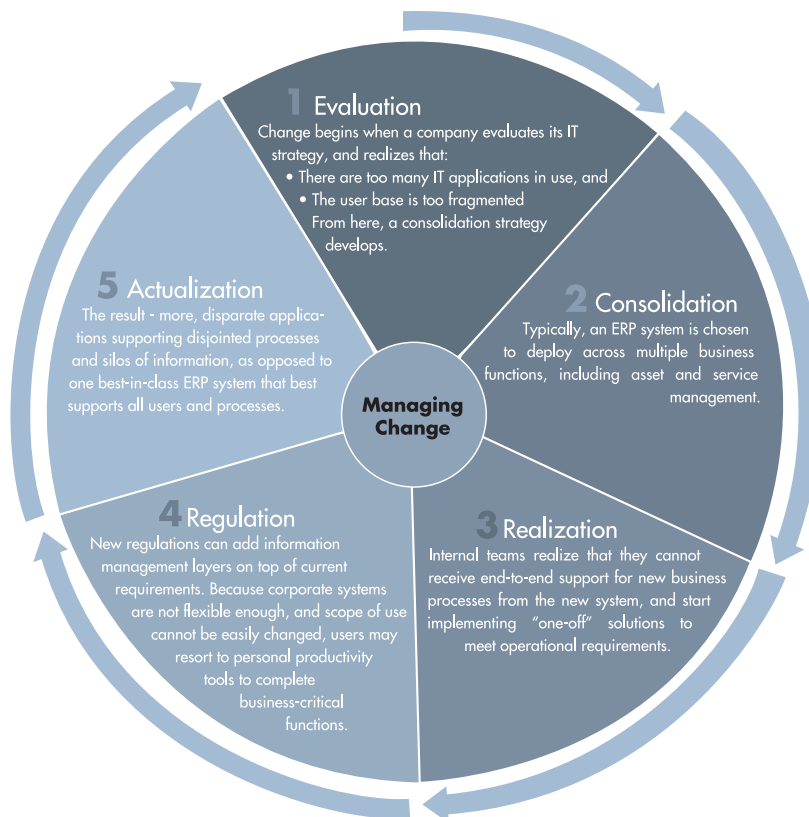 1 Evaluation
Change begins when a company evaluates its IT
strategy, and realizes that:
• There are too many IT applications in use, and
• The user base is too fragmented
From here, a consolidation strategy
develops.
2 Consolidation
Typically, an ERP system is chosen
to deploy across multiple business
functions, including asset and service
management.
3 Realization
Internal teams realize that they cannot
receive end-to-end support for new business
processes from the new system, and start
implementing “one-off” solutions to
meet operational requirements.
4 Regulation
New regulations can add information
management layers on top of current
requirements. Because corporate systems
are not flexible enough, and scope of use
cannot be easily changed, users may
resort to personal productivity
tools to complete
business-critical
functions.
5 Actualization
The result - more, disparate applica-
tions supporting disjointed processes
and silos of information, as opposed to
one best-in-class ERP system that best
supports all users and processes.
Managing
Change